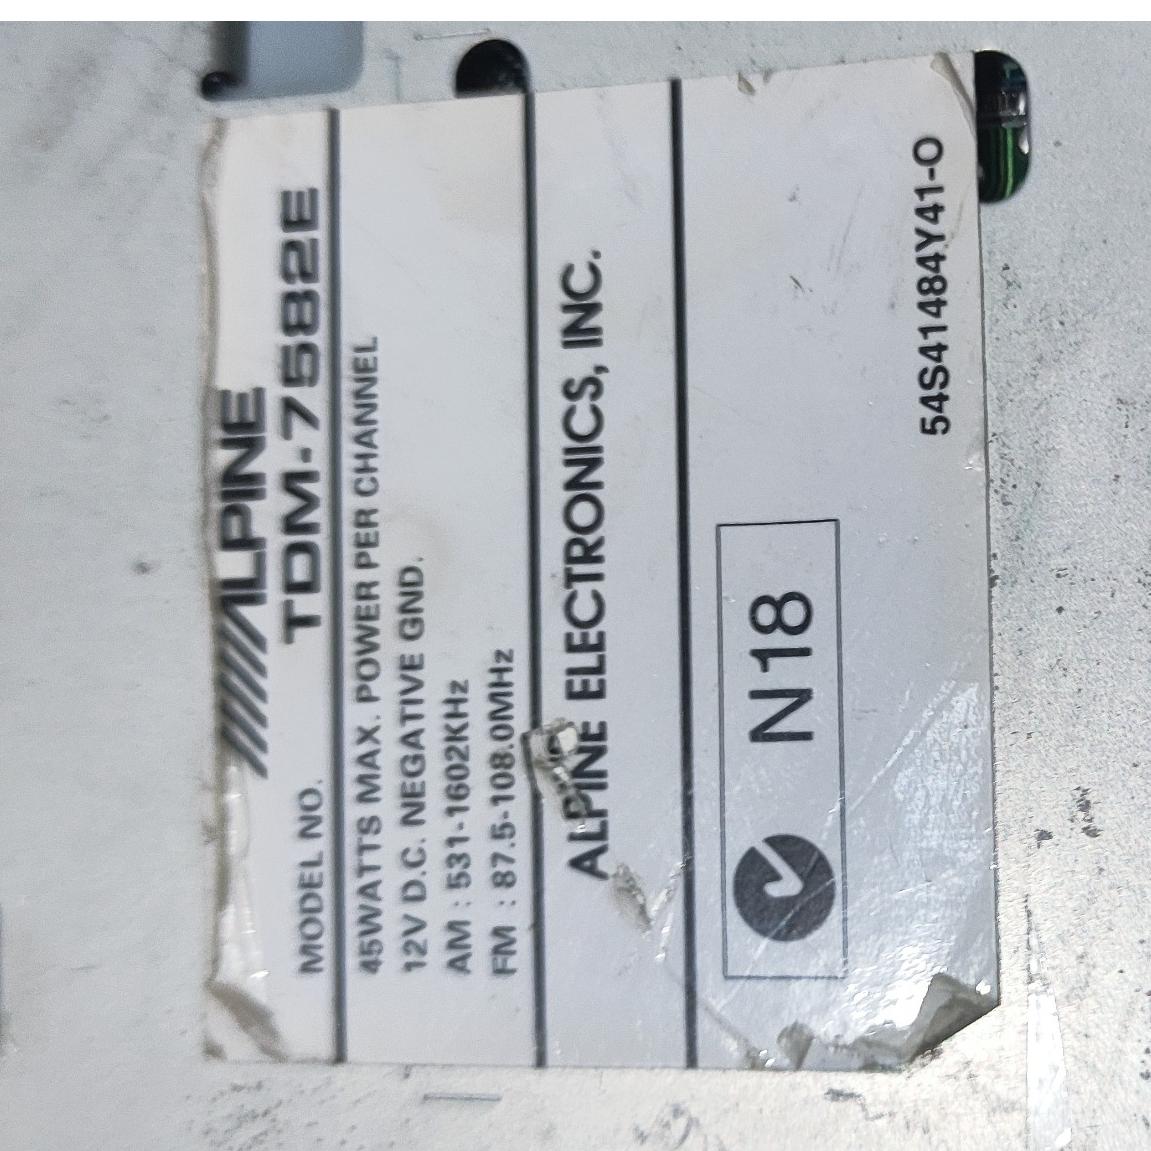 ALPINE
MODEL NO. TDM-7582E
45WATTS MAX. POWER PER CHANNEL
12V D.C. NEGATIVE GND.
AM : 531-1602KHz
FM : 87.5-108.0MHz
ALPINE ELECTRONICS, INC.
N18
54S41484Y41-O